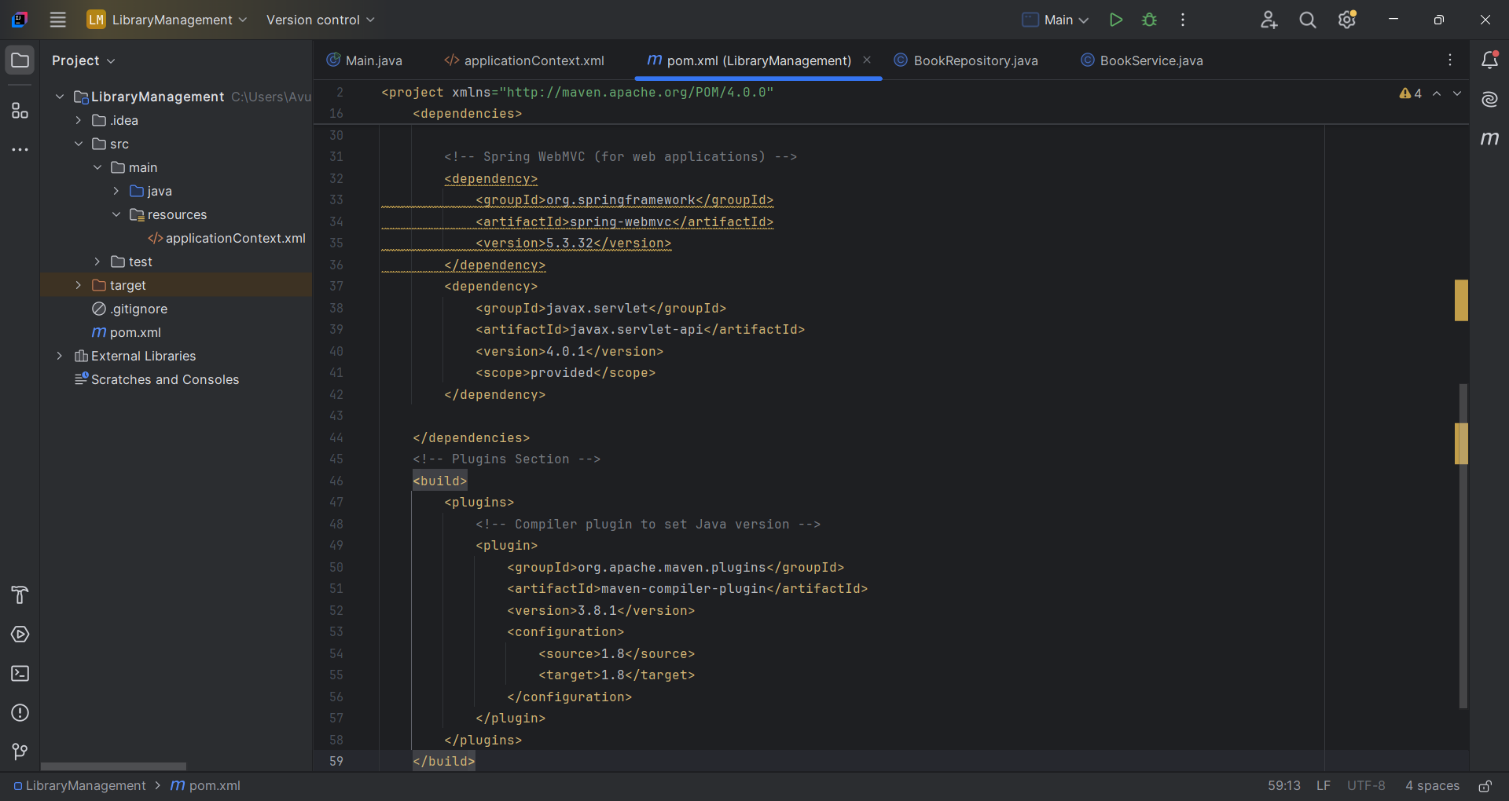 LM LibraryManagement Version control Main
Project
Main.java applicationContext.xml pom.xml (LibraryManagement) BookRepository.java BookService.java
LibraryManagement C:\Users\Avu
.idea
src
main
java
resources
applicationContext.xml
test
target
.gitignore
pom.xml
External Libraries
Scratches and Consoles
4
2 <project xmlns="http://maven.apache.org/POM/4.0.0"
16 <dependencies>
30
31 <!-- Spring WebMVC (for web applications) -->
32 <dependency>
33 <groupId>org.springframework</groupId>
34 <artifactId>spring-webmvc</artifactId>
35 <version>5.3.32</version>
36 </dependency>
37 <dependency>
38 <groupId>javax.servlet</groupId>
39 <artifactId>javax.servlet-api</artifactId>
40 <version>4.0.1</version>
41 <scope>provided</scope>
42 </dependency>
43
44 </dependencies>
45 <!-- Plugins Section -->
46 <build>
47 <plugins>
48 <!-- Compiler plugin to set Java version -->
49 <plugin>
50 <groupId>org.apache.maven.plugins</groupId>
51 <artifactId>maven-compiler-plugin</artifactId>
52 <version>3.8.1</version>
53 <configuration>
54 <source>1.8</source>
55 <target>1.8</target>
56 </configuration>
57 </plugin>
58 </plugins>
59 </build>
LibraryManagement > m pom.xml 59:13 LF UTF-8 4 spaces